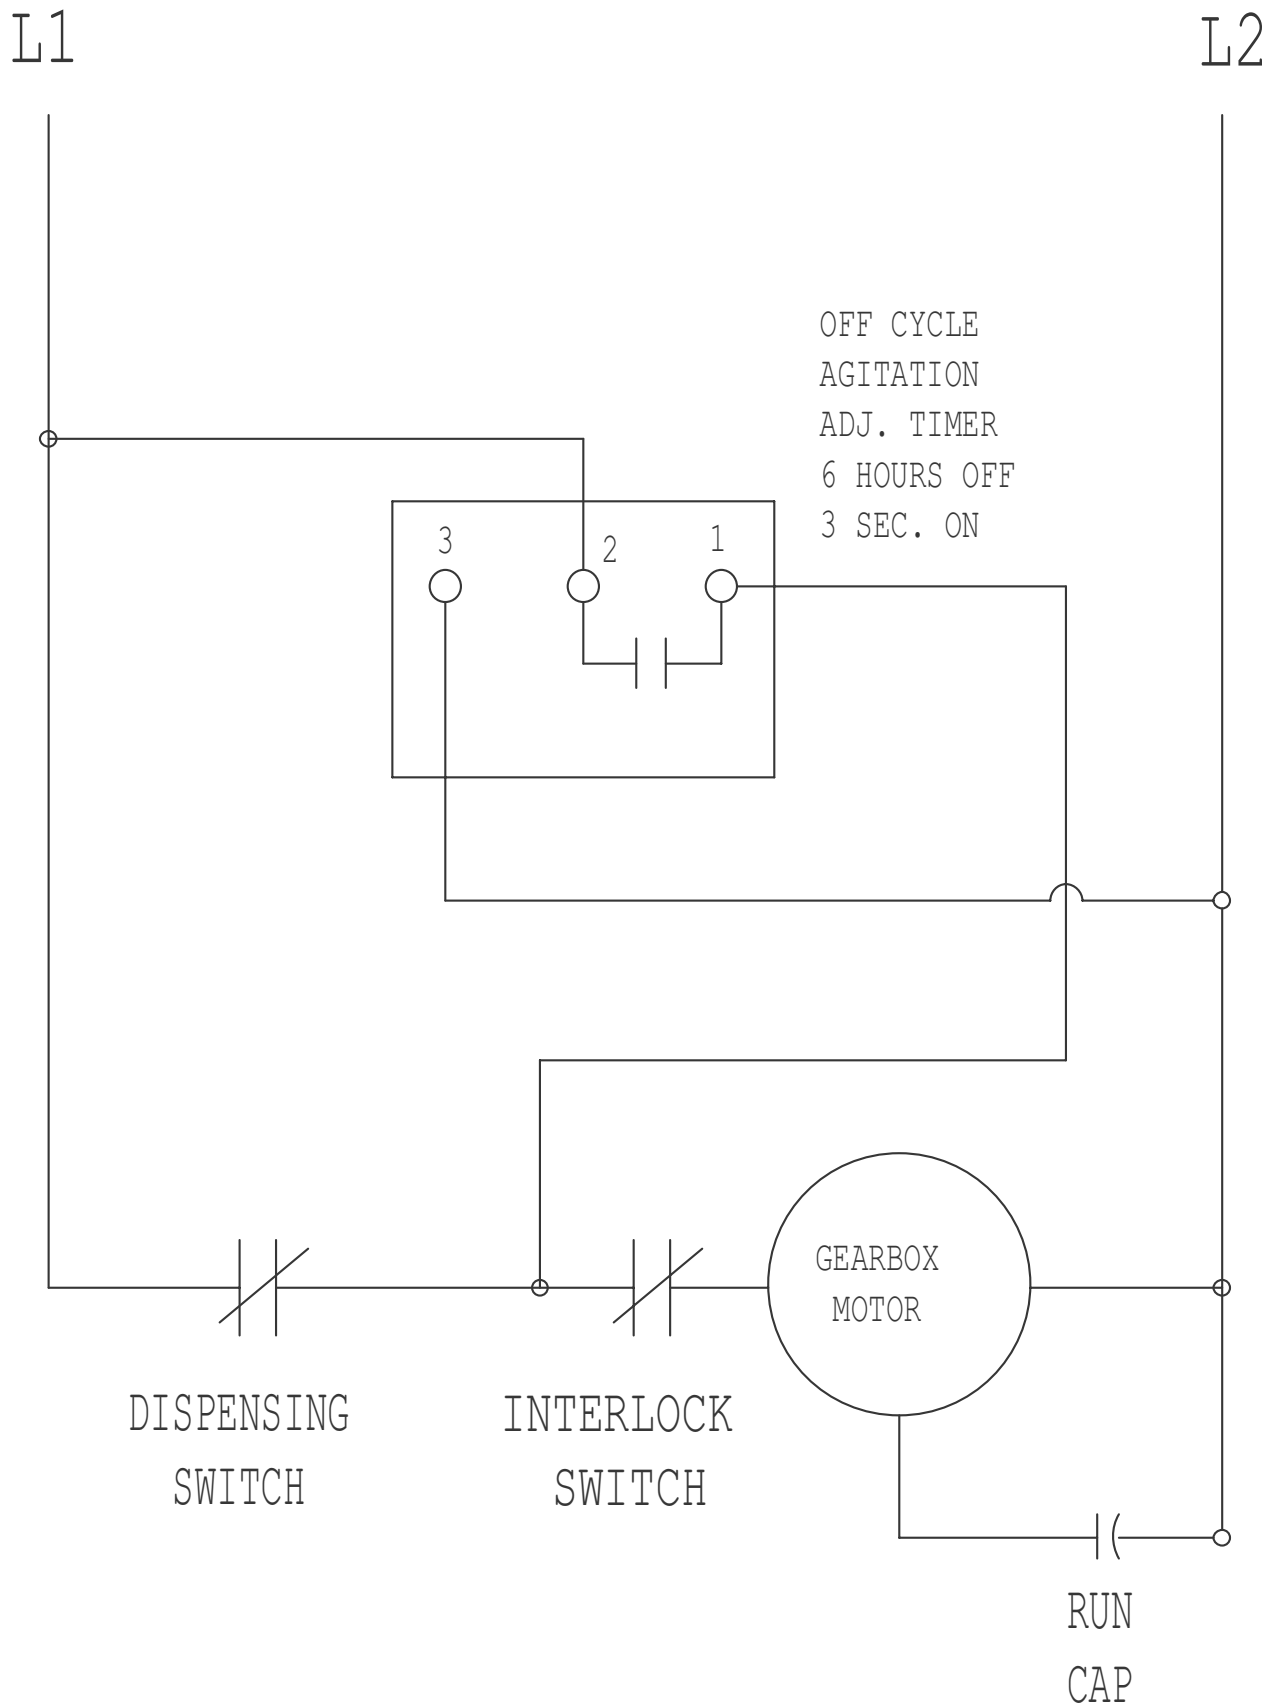 L1
L2
OFF CYCLE
AGITATION
ADJ. TIMER
6 HOURS OFF
3 SEC. ON
3
2
1
GEARBOX
MOTOR
DISPENSING
SWITCH
INTERLOCK
SWITCH
RUN
CAP